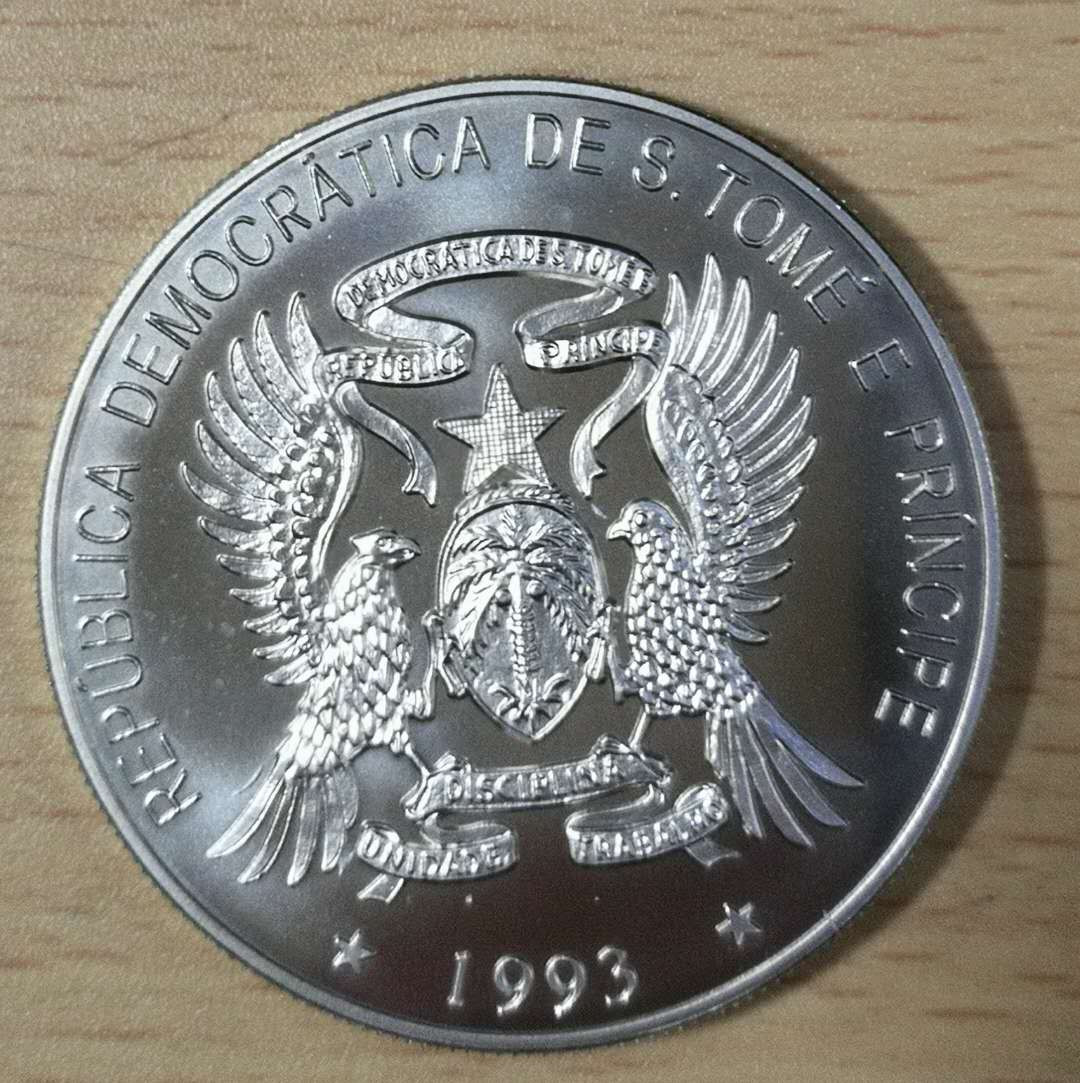 REPÚBLICA DEMOCRÁTICA DE S. TOMÉ E PRÍNCIPE
DEMOCRÁTICA DE S. TOMÉ E
REPÚBLICA PRÍNCIPE
DISCIPLINA
UNIDADE TRABALHO
1993